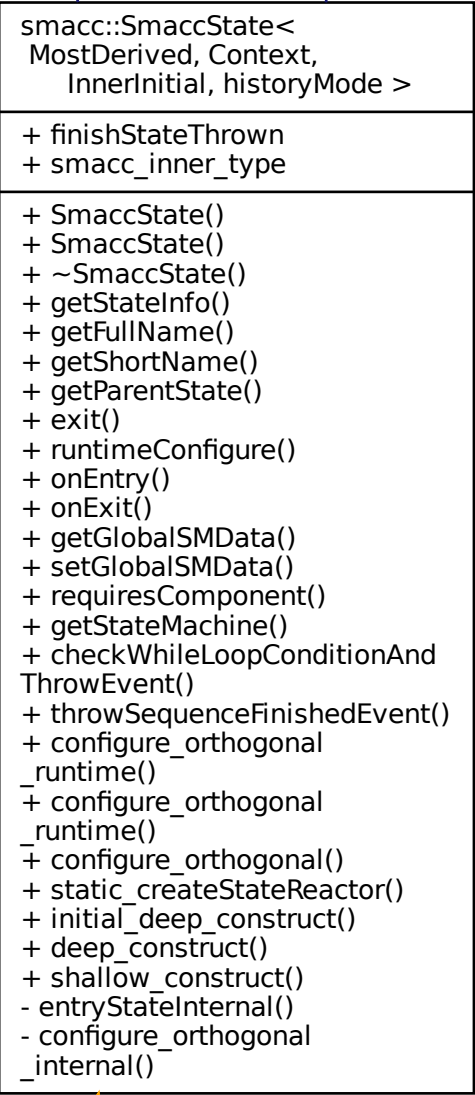 smacc::SmaccState<
MostDerived, Context,
InnerInitial, historyMode >
+ finishStateThrown
+ smacc_inner_type
+ SmaccState()
+ SmaccState()
+ ~SmaccState()
+ getStateInfo()
+ getFullName()
+ getShortName()
+ getParentState()
+ exit()
+ runtimeConfigure()
+ onEntry()
+ onExit()
+ getGlobalSMData()
+ setGlobalSMData()
+ requiresComponent()
+ getStateMachine()
+ checkWhileLoopConditionAnd
ThrowEvent()
+ throwSequenceFinishedEvent()
+ configure_orthogonal
_runtime()
+ configure_orthogonal
_runtime()
+ configure_orthogonal()
+ static_createStateReactor()
+ initial_deep_construct()
+ deep_construct()
+ shallow_construct()
- entryStateInternal()
- configure_orthogonal
_internal()